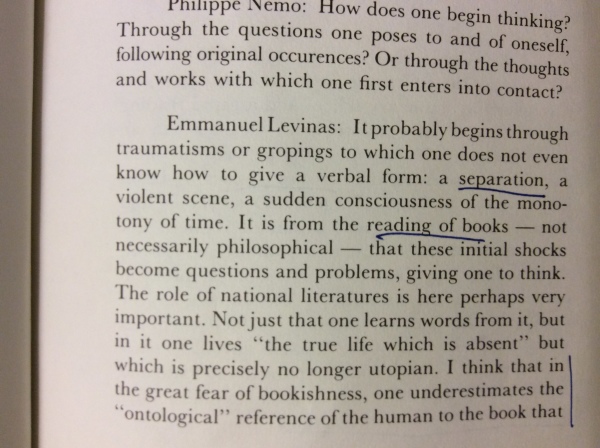 Philippe Nemo: How does one begin thinking?
Through the questions one poses to and of oneself,
following original occurences? Or through the thoughts
and works with which one first enters into contact?
Emmanuel Levinas: It probably begins through
traumatisms or gropings to which one does not even
know how to give a verbal form: a separation, a
violent scene, a sudden consciousness of the mono-
tony of time. It is from the reading of books — not
necessarily philosophical — that these initial shocks
become questions and problems, giving one to think.
The role of national literatures is here perhaps very
important. Not just that one learns words from it, but
in it one lives “the true life which is absent” but
which is precisely no longer utopian. I think that in
the great fear of bookishness, one underestimates the
“ontological” reference of the human to the book that